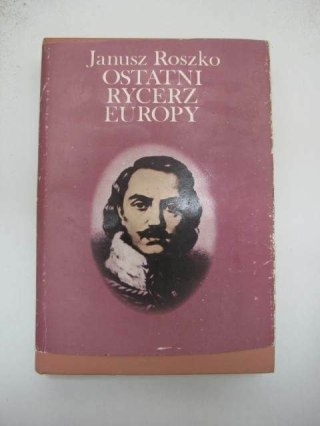 Janusz Roszko
OSTATNI
RYCERZ
EUROPY